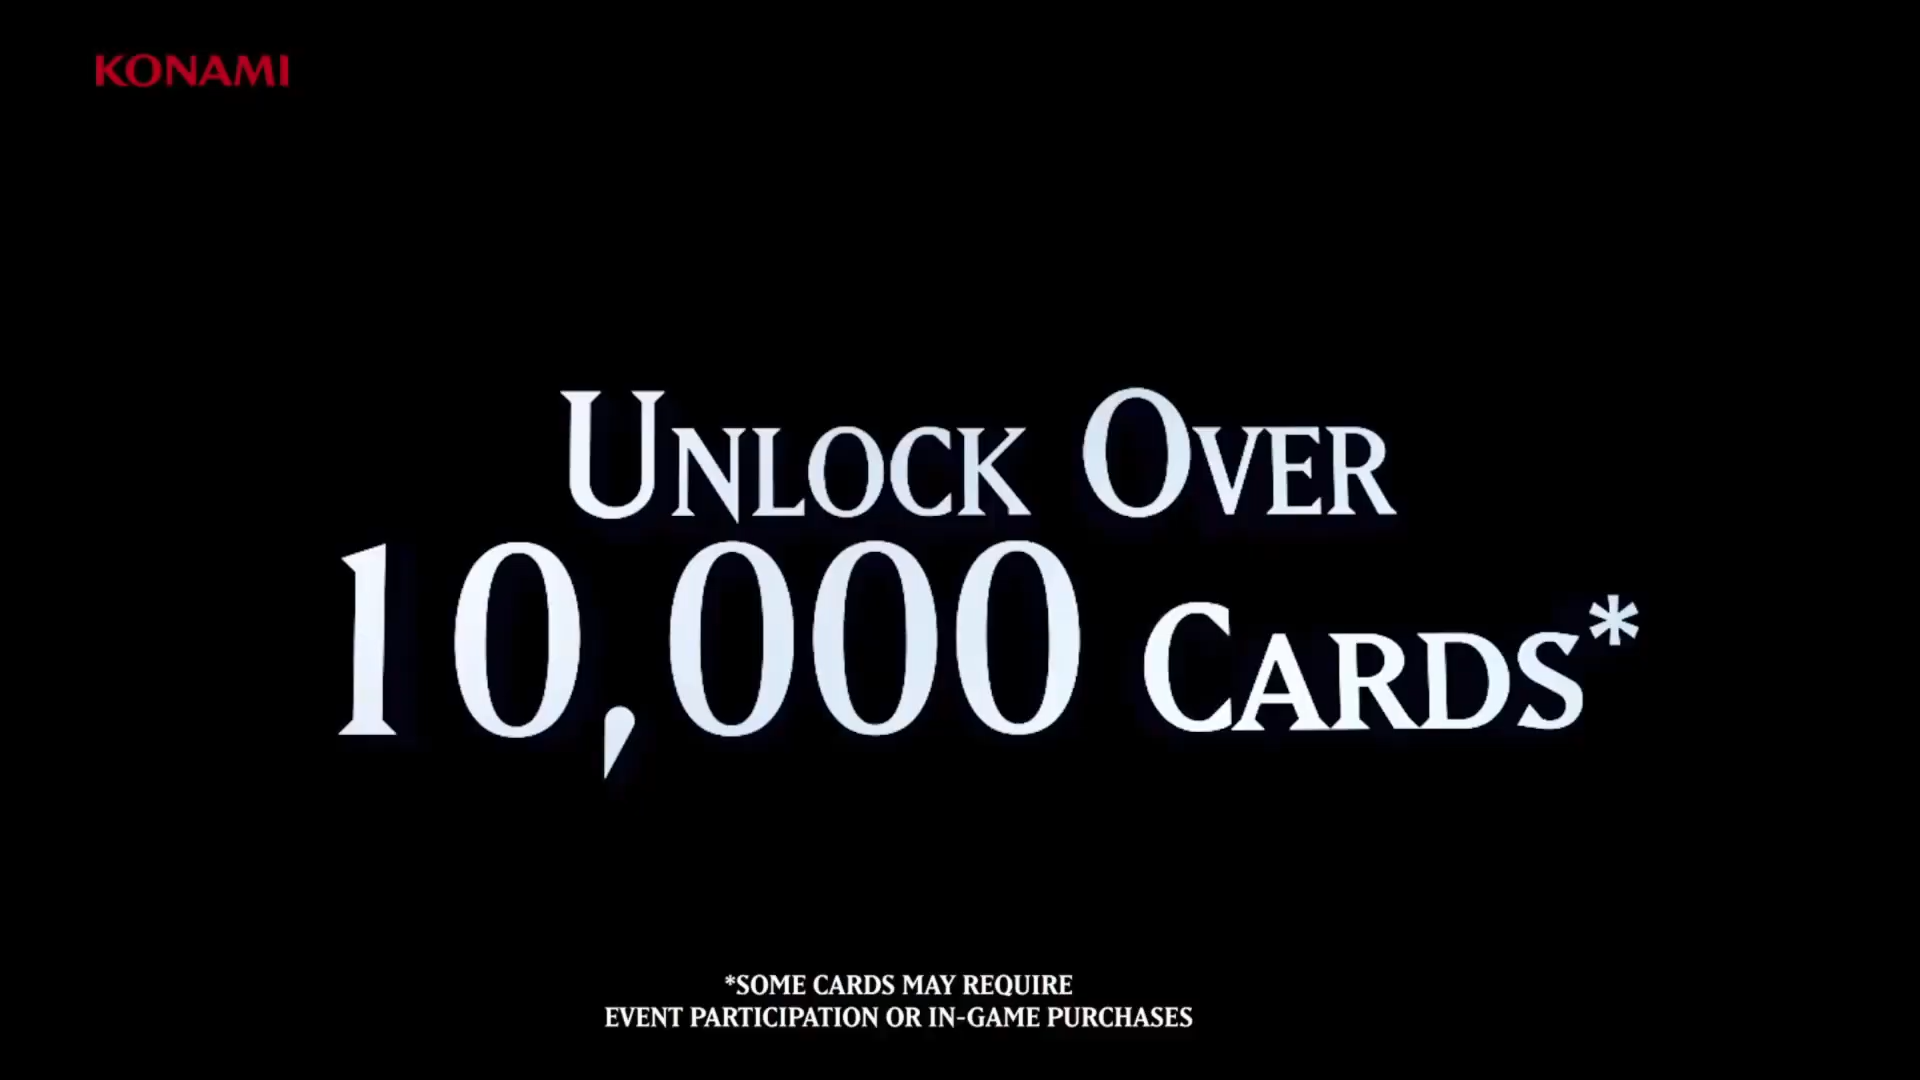 KONAMI
UNLOCK OVER
10,000 CARDS*
*SOME CARDS MAY REQUIRE
EVENT PARTICIPATION OR IN-GAME PURCHASES